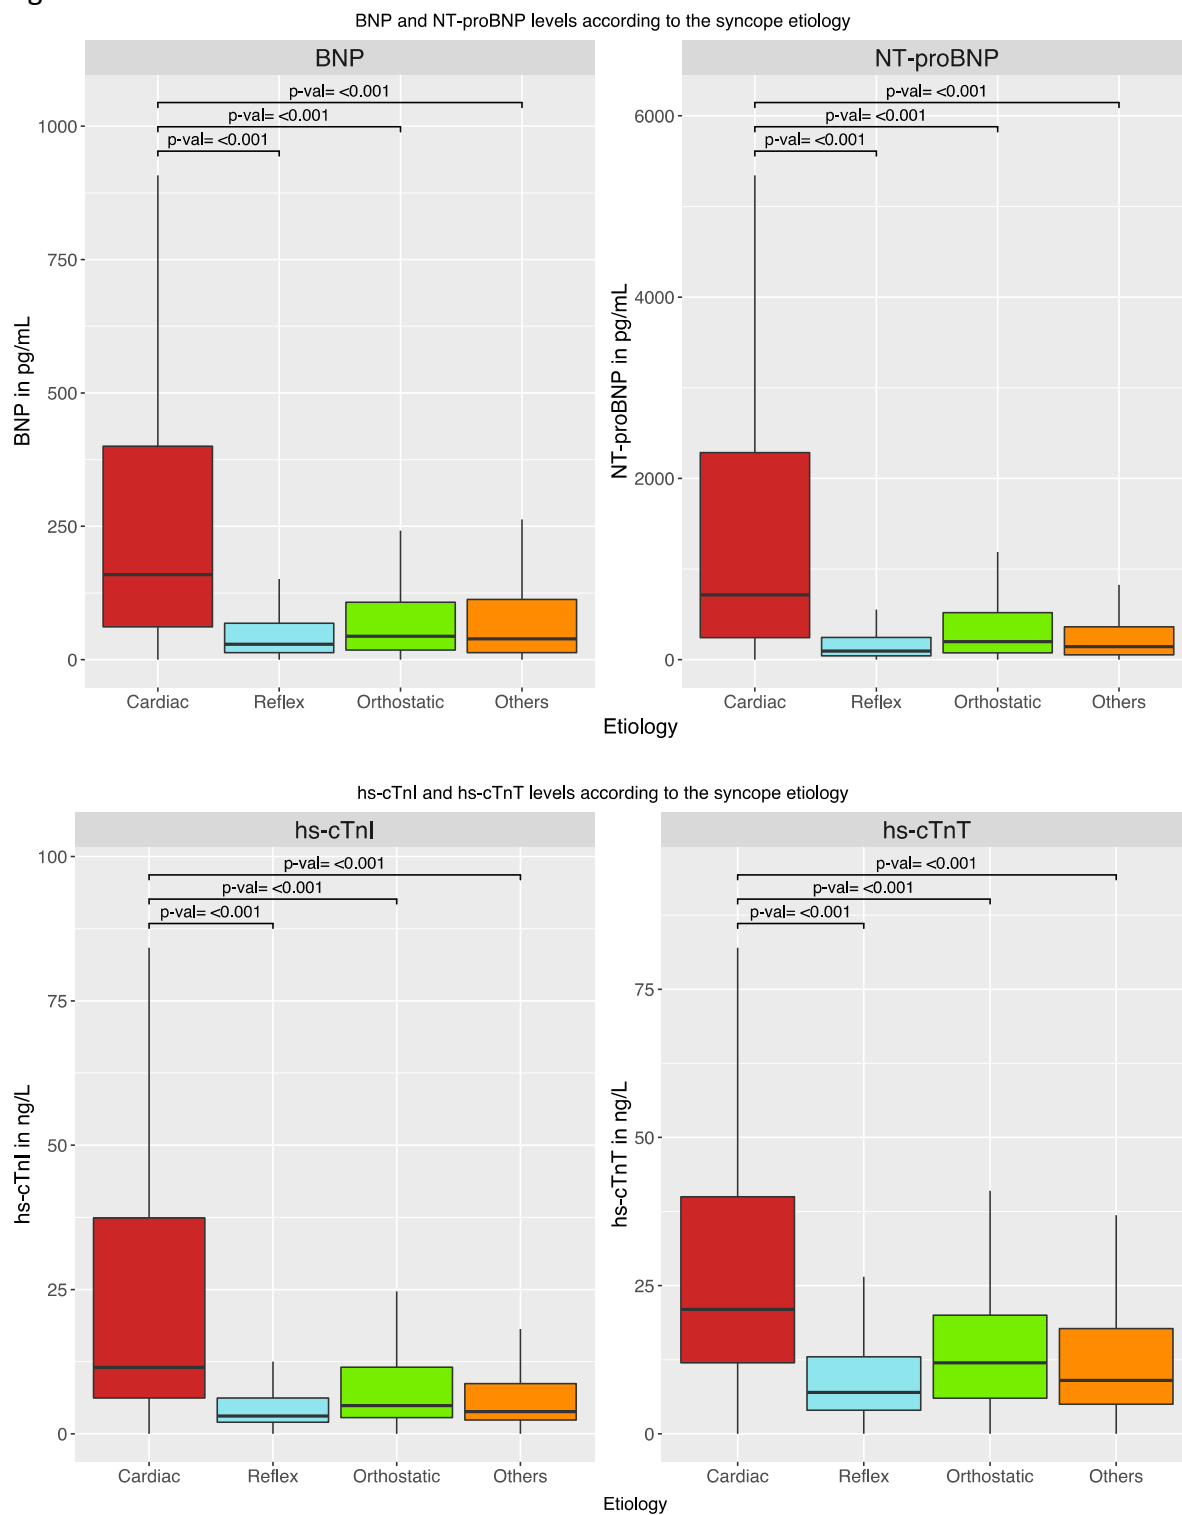 BNP and NT-proBNP levels according to the syncope etiology
BNP
NT-proBNP
p-val= <0.001
p-val= <0.001
p-val= <0.001
1000
750
500
250
0
BNP in pg/mL
Cardiac
Reflex
Orthostatic
Others
p-val= <0.001
p-val= <0.001
p-val= <0.001
6000
4000
2000
0
NT-proBNP in pg/mL
Cardiac
Reflex
Orthostatic
Others
Etiology
hs-cTnI and hs-cTnT levels according to the syncope etiology
hs-cTnI
hs-cTnT
p-val= <0.001
p-val= <0.001
p-val= <0.001
100
75
50
25
0
hs-cTnI in ng/L
Cardiac
Reflex
Orthostatic
Others
p-val= <0.001
p-val= <0.001
p-val= <0.001
75
50
25
0
hs-cTnT in ng/L
Cardiac
Reflex
Orthostatic
Others
Etiology